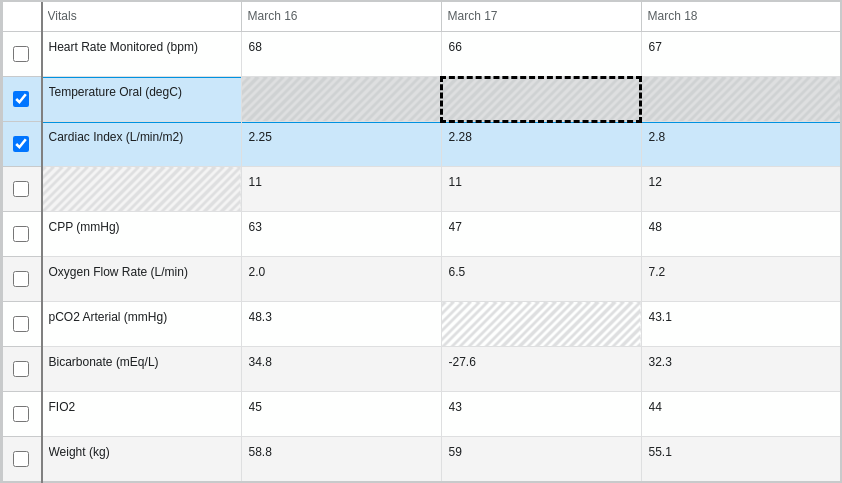 Vitals March 16 March 17 March 18
Heart Rate Monitored (bpm) 68 66 67
Temperature Oral (degC)
Cardiac Index (L/min/m2) 2.25 2.28 2.8
11 11 12
CPP (mmHg) 63 47 48
Oxygen Flow Rate (L/min) 2.0 6.5 7.2
pCO2 Arterial (mmHg) 48.3 43.1
Bicarbonate (mEq/L) 34.8 -27.6 32.3
FIO2 45 43 44
Weight (kg) 58.8 59 55.1